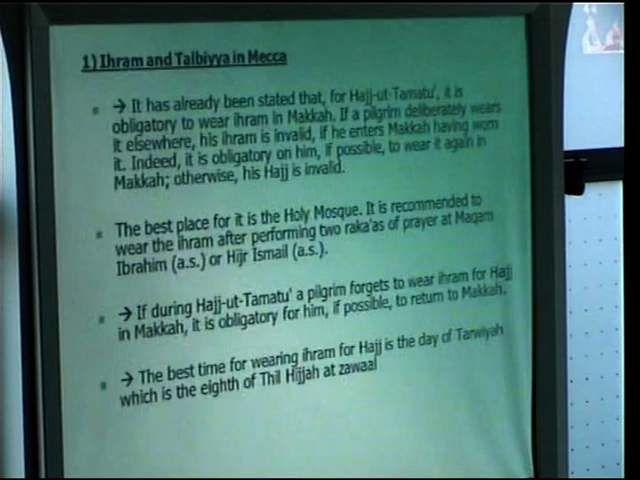 1) Ihram and Talbiyya in Mecca
▪ → It has already been stated that, for Hajj-ut-Tamatu', it is
obligatory to wear ihram in Makkah. If a pilgrim deliberately wears
it elsewhere, his ihram is invalid, if he enters Makkah having worn
it. Indeed, it is obligatory on him, if possible, to wear it again in
Makkah; otherwise, his Hajj is invalid.
▪ The best place for it is the Holy Mosque. It is recommended to
wear the ihram after performing two raka'as of prayer at Maqam
Ibrahim (a.s.) or Hijr Ismail (a.s.).
▪ → If during Hajj-ut-Tamatu' a pilgrim forgets to wear ihram for Hajj
in Makkah, it is obligatory for him, if possible, to return to Makkah.
▪ → The best time for wearing ihram for Hajj is the day of Tarwiyah
which is the eighth of Thil Hijjah at zawaal